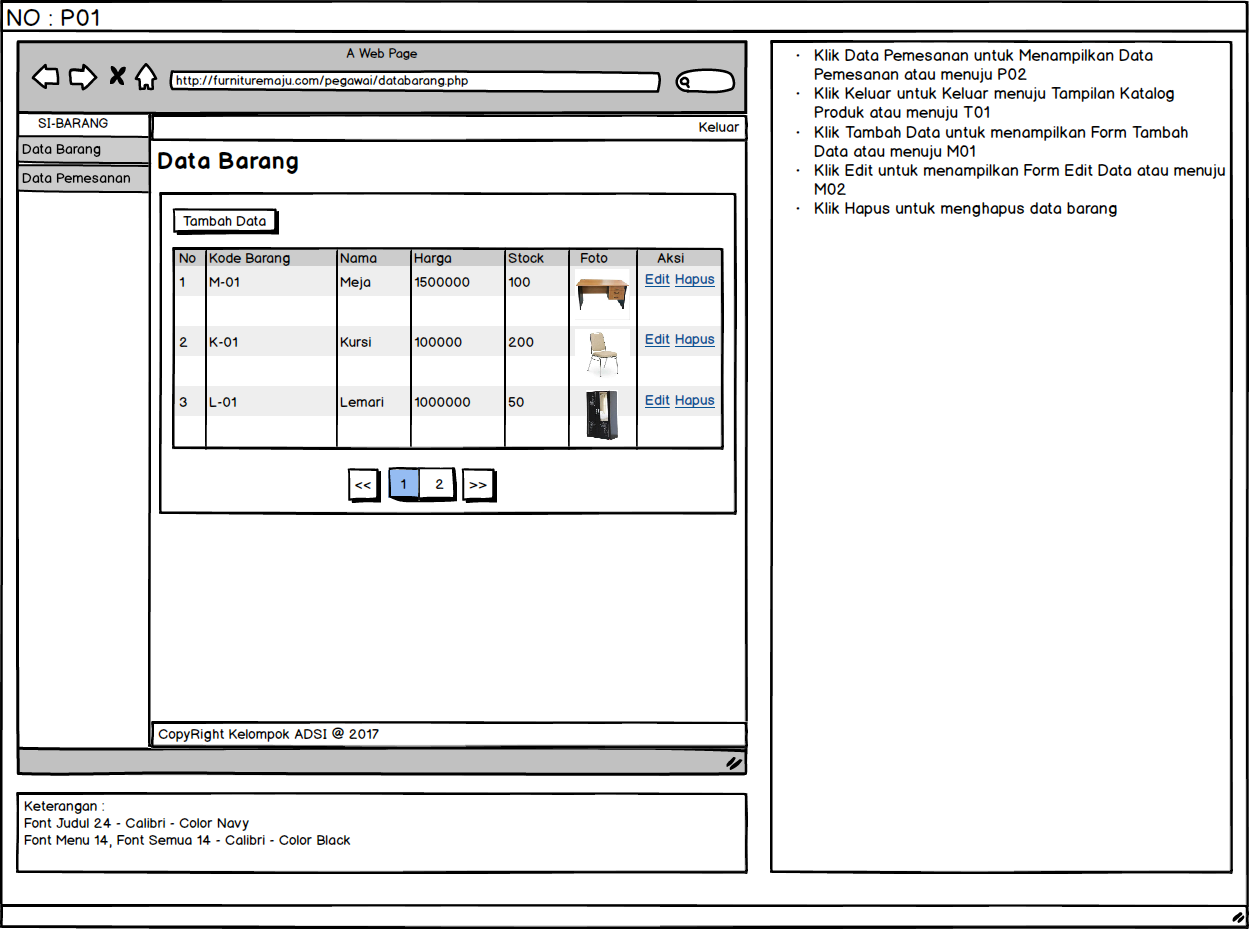 NO : P01
A Web Page
http://furnituremaju.com/pegawai/databarang.php
SI-BARANG
Keluar
Data Barang
Data Pemesanan
Data Barang
Tambah Data
No Kode Barang Nama Harga Stock Foto Aksi
1 M-01 Meja 1500000 100 Edit Hapus
2 K-01 Kursi 100000 200 Edit Hapus
3 L-01 Lemari 1000000 50 Edit Hapus
<< 1 2 >>
CopyRight Kelompok ADSI @ 2017
Keterangan :
Font Judul 24 - Calibri - Color Navy
Font Menu 14, Font Semua 14 - Calibri - Color Black
· Klik Data Pemesanan untuk Menampilkan Data
Pemesanan atau menuju P02
· Klik Keluar untuk Keluar menuju Tampilan Katalog
Produk atau menuju T01
· Klik Tambah Data untuk menampilkan Form Tambah
Data atau menuju M01
· Klik Edit untuk menampilkan Form Edit Data atau menuju
M02
· Klik Hapus untuk menghapus data barang